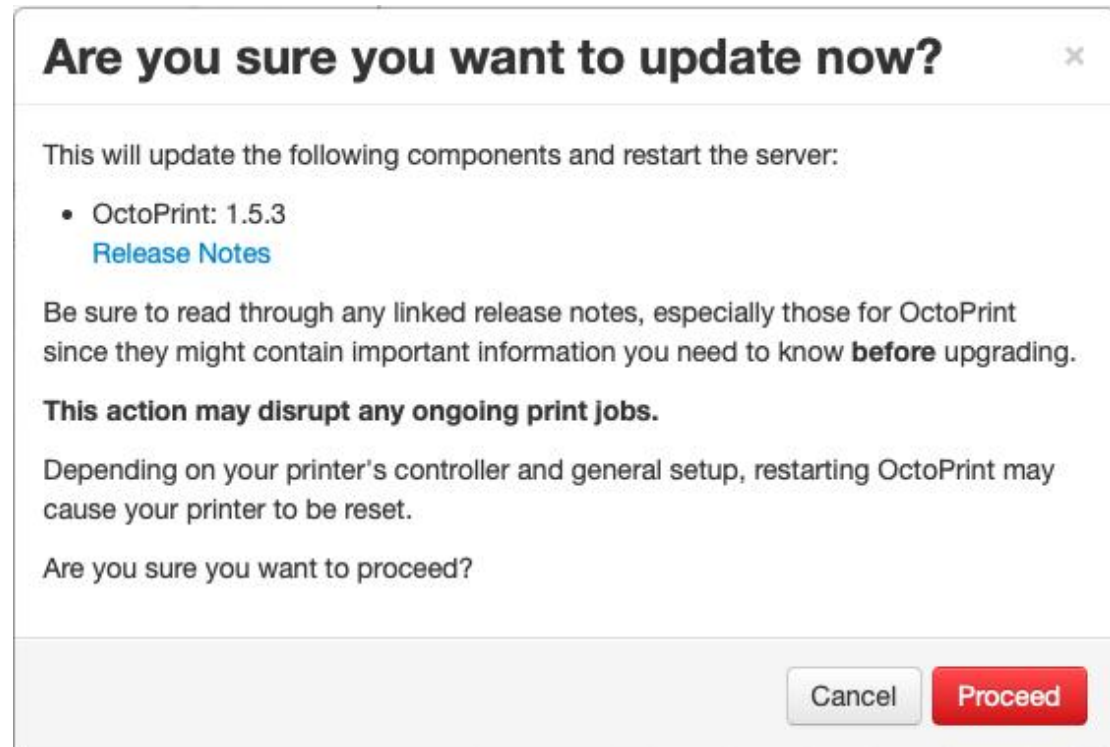 Are you sure you want to update now? ×
This will update the following components and restart the server:
• OctoPrint: 1.5.3
Release Notes
Be sure to read through any linked release notes, especially those for OctoPrint
since they might contain important information you need to know before upgrading.
This action may disrupt any ongoing print jobs.
Depending on your printer's controller and general setup, restarting OctoPrint may
cause your printer to be reset.
Are you sure you want to proceed?
Cancel Proceed